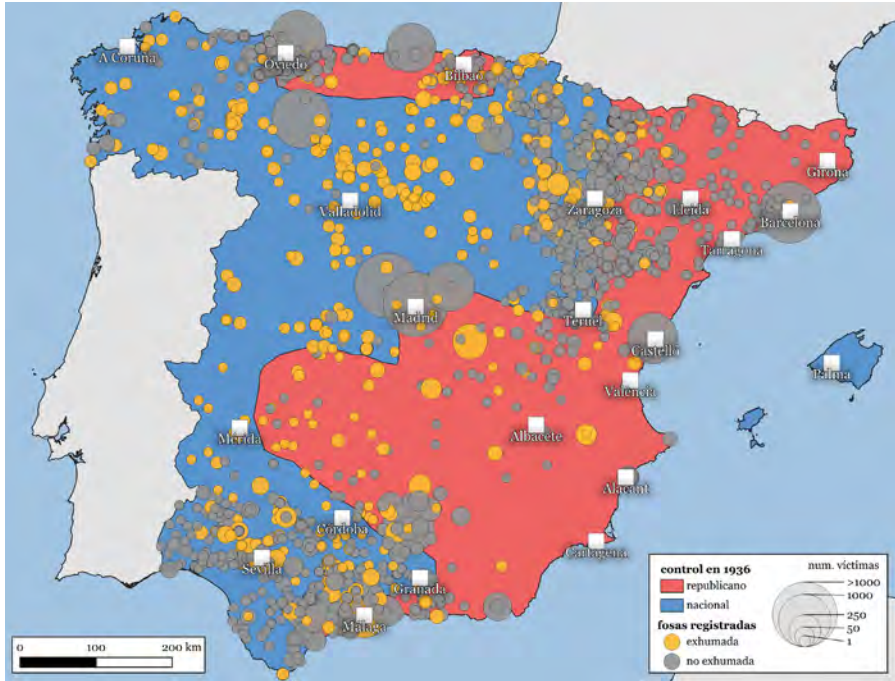 A Coruña
Oviedo
Bilbao
Girona
Valladolid
Zaragoza
Lleida
Barcelona
Tarragona
Madrid
Teruel
Castelló
Palma
València
Mérida
Albacete
Alacant
Córdoba
Cartagena
Sevilla
Granada
Málaga
control en 1936
republicano
nacional
fosas registradas
exhumada
no exhumada
num. víctimas
>1000
1000
250
50
1
0 100 200 km